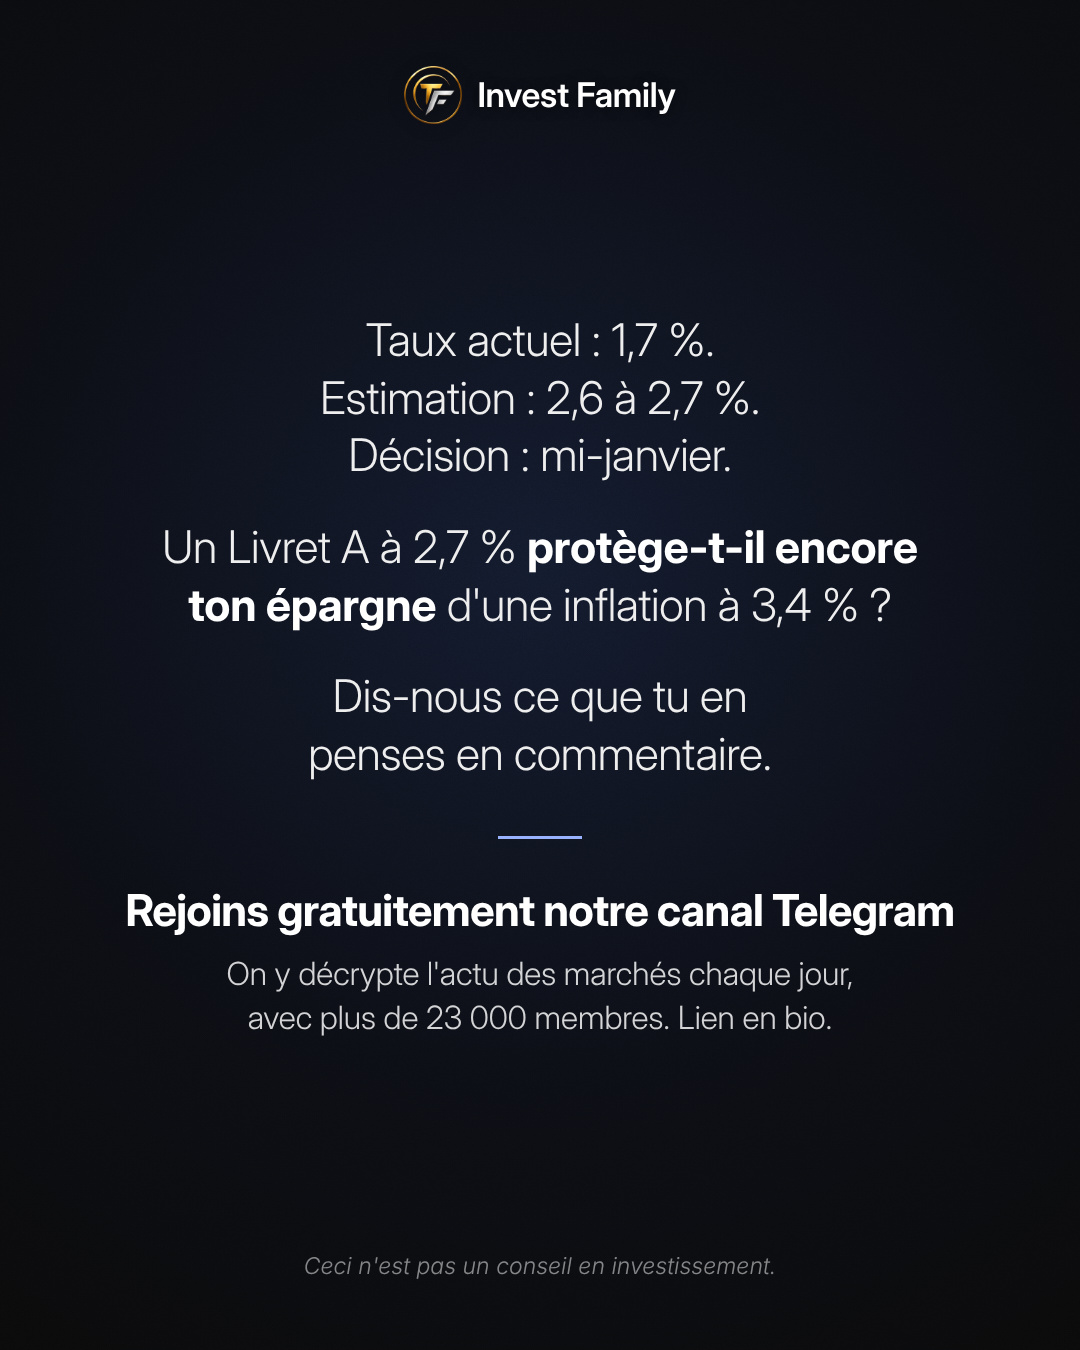 TF Invest Family
Taux actuel : 1,7 %.
Estimation : 2,6 à 2,7 %.
Décision : mi-janvier.
Un Livret A à 2,7 % protège-t-il encore
ton épargne d'une inflation à 3,4 % ?
Dis-nous ce que tu en
penses en commentaire.
Rejoins gratuitement notre canal Telegram
On y décrypte l'actu des marchés chaque jour,
avec plus de 23 000 membres. Lien en bio.
Ceci n'est pas un conseil en investissement.